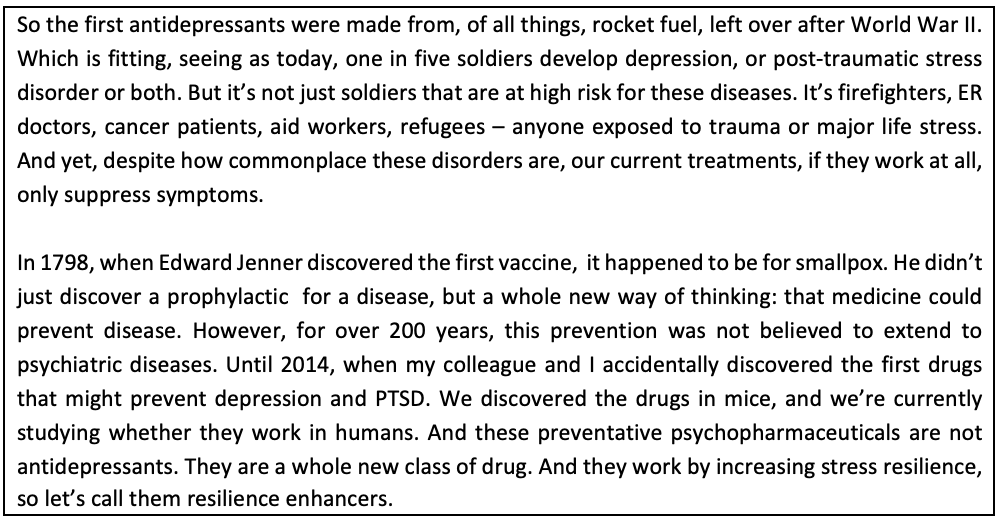 So the first antidepressants were made from, of all things, rocket fuel, left over after World War II.
Which is fitting, seeing as today, one in five soldiers develop depression, or post-traumatic stress
disorder or both. But it’s not just soldiers that are at high risk for these diseases. It’s firefighters, ER
doctors, cancer patients, aid workers, refugees – anyone exposed to trauma or major life stress.
And yet, despite how commonplace these disorders are, our current treatments, if they work at all,
only suppress symptoms.
In 1798, when Edward Jenner discovered the first vaccine, it happened to be for smallpox. He didn’t
just discover a prophylactic for a disease, but a whole new way of thinking: that medicine could
prevent disease. However, for over 200 years, this prevention was not believed to extend to
psychiatric diseases. Until 2014, when my colleague and I accidentally discovered the first drugs
that might prevent depression and PTSD. We discovered the drugs in mice, and we’re currently
studying whether they work in humans. And these preventative psychopharmaceuticals are not
antidepressants. They are a whole new class of drug. And they work by increasing stress resilience,
so let’s call them resilience enhancers.